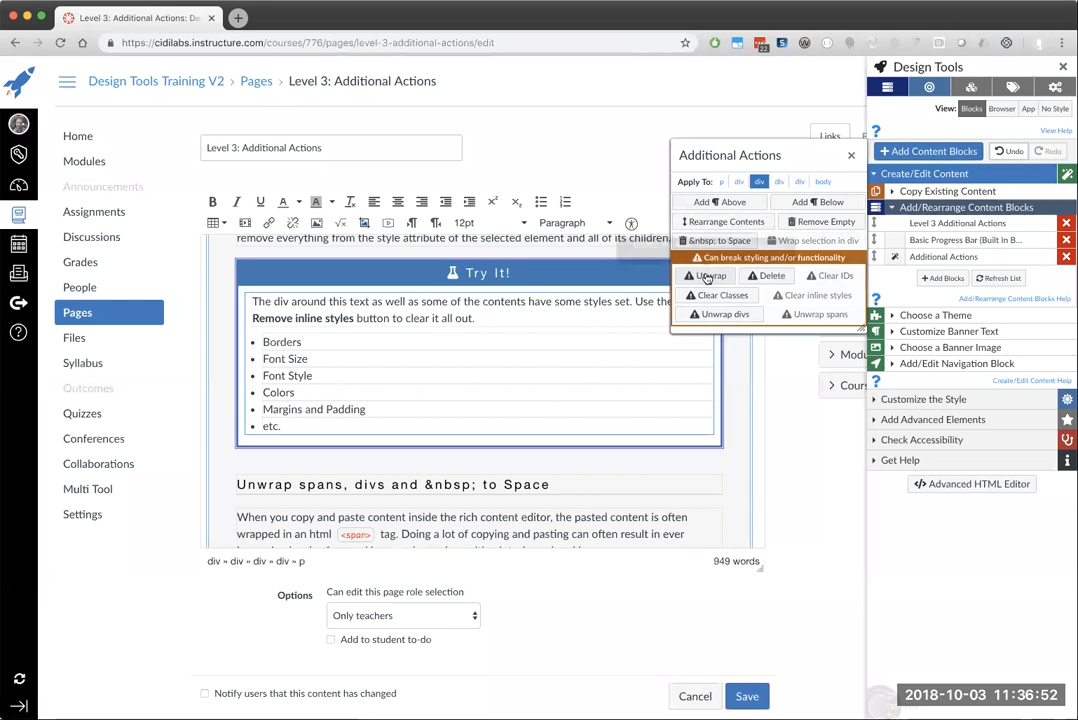 Level 3: Additional Actions: De
https://cidilabs.instructure.com/courses/776/pages/level-3-additional-actions/edit
22
Design Tools Training V2 › Pages › Level 3: Additional Actions
Home
Modules
Announcements
Assignments
Discussions
Grades
People
Pages
Files
Syllabus
Outcomes
Quizzes
Conferences
Collaborations
Multi Tool
Settings
Level 3: Additional Actions
Links
12pt
Paragraph
remove everything from the style attribute of the selected element and all of its children.
Try It!
The div around this text as well as some of the contents have some styles set. Use the
Remove inline styles button to clear it all out.
Borders
Font Size
Font Style
Colors
Margins and Padding
etc.
Unwrap spans, divs and &nbsp; to Space
When you copy and paste content inside the rich content editor, the pasted content is often
wrapped in an html <span> tag. Doing a lot of copying and pasting can often result in ever
div » div » div » div » p
949 words
Options
Can edit this page role selection
Only teachers
Add to student to-do
Notify users that this content has changed
Cancel
Save
Modu
Cours
Additional Actions
Apply To: p div div div div body
Add ¶ Above
Add ¶ Below
Rearrange Contents
Remove Empty
&nbsp; to Space
Wrap selection in div
Can break styling and/or functionality
Unwrap
Delete
Clear IDs
Clear Classes
Clear inline styles
Unwrap divs
Unwrap spans
Design Tools
View: Blocks Browser App No Style
View Help
Add Content Blocks
Undo
Redo
Create/Edit Content
Copy Existing Content
Add/Rearrange Content Blocks
Level 3 Additional Actions
Basic Progress Bar (Built In B...
Additional Actions
Add Blocks
Refresh List
Add/Rearrange Content Blocks Help
Choose a Theme
Customize Banner Text
Choose a Banner Image
Add/Edit Navigation Block
Create/Edit Content Help
Customize the Style
Add Advanced Elements
Check Accessibility
Get Help
Advanced HTML Editor
2018-10-03 11:36:52